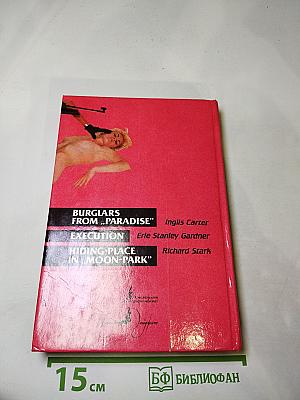 BURGLARS
FROM „PARADISE" Inglis Carter
EXECUTION Erle Stanley Gardner
HIDING-PLACE Richard Stark
IN „MOON-PARK"
15 см
БФ БИБЛИОФАН